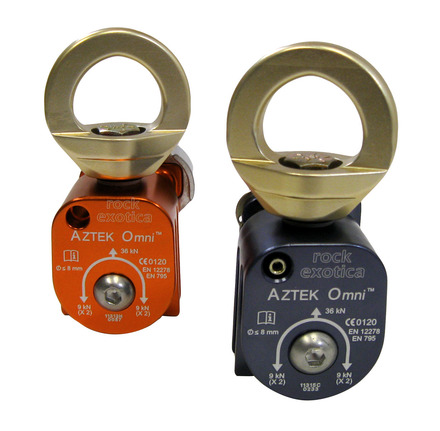 rock
exotica
AZTEK Omni™
36 kN
CE0120
EN 12278
EN 795
Ø≤8 mm
9 kN
(X 2)
9 kN
(X 2)
rock
exotica
AZTEK Omni™
36 kN
CE0120
EN 12278
EN 795
Ø≤8 mm
9 kN
(X 2)
9 kN
(X 2)